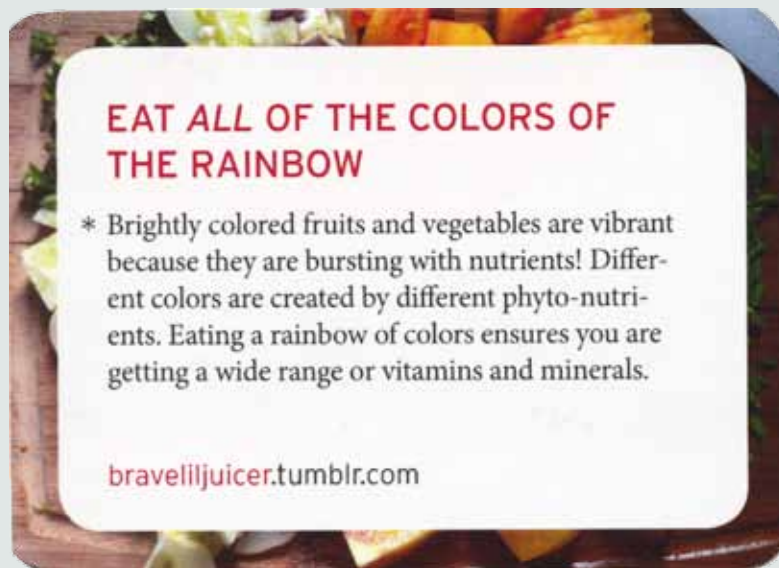 EAT ALL OF THE COLORS OF
THE RAINBOW
* Brightly colored fruits and vegetables are vibrant
because they are bursting with nutrients! Differ-
ent colors are created by different phyto-nutri-
ents. Eating a rainbow of colors ensures you are
getting a wide range or vitamins and minerals.
braveliljuicer.tumblr.com